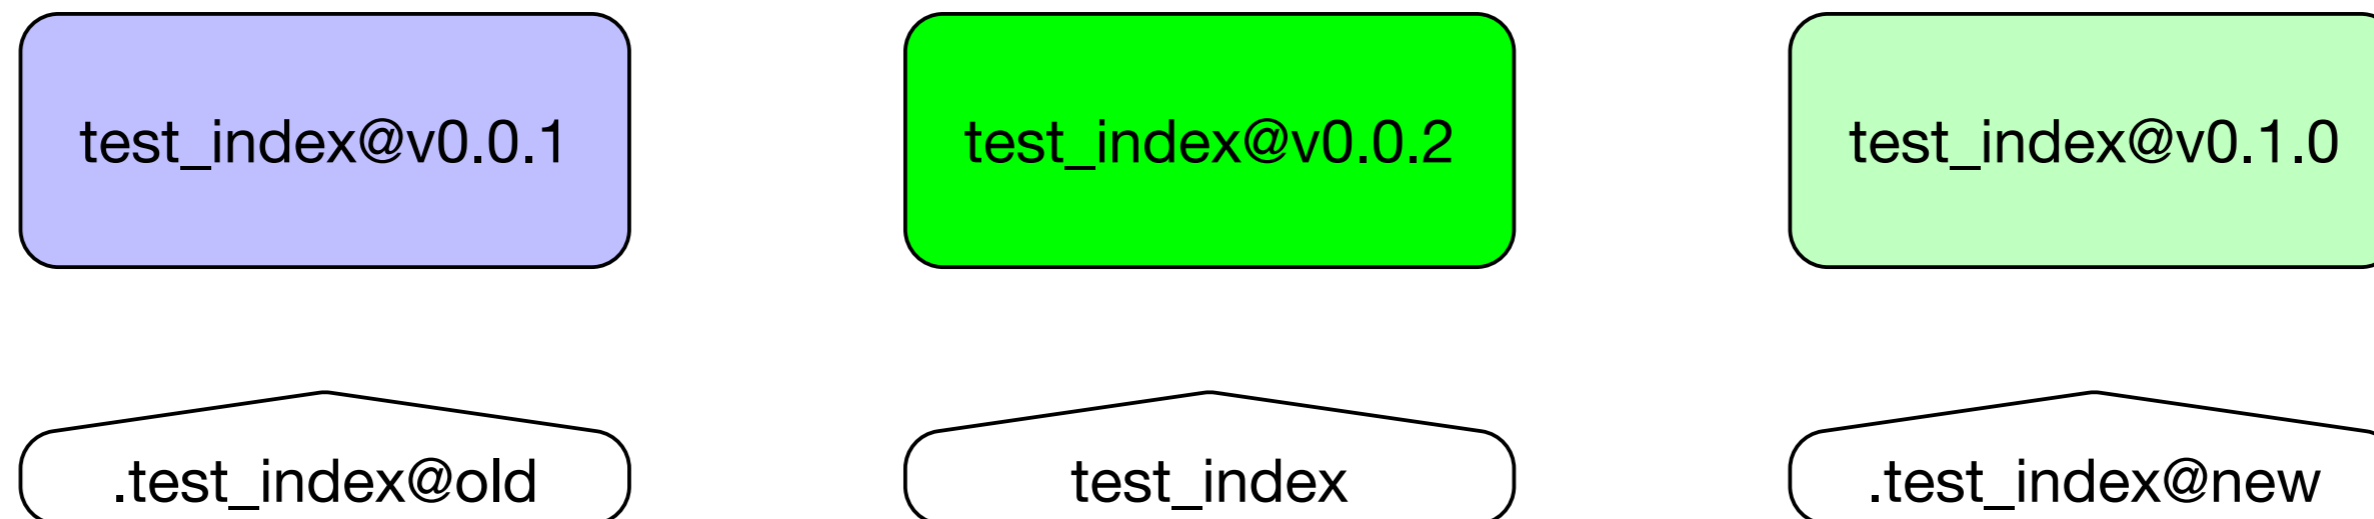 test_index@v0.0.1
test_index@v0.0.2
test_index@v0.1.0
.test_index@old
test_index
.test_index@new